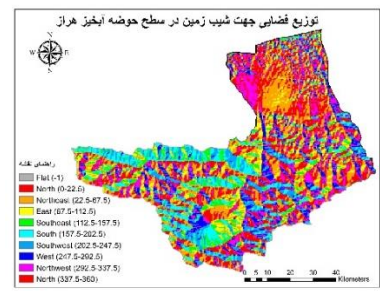 توزیع فضایی جهت شیب زمین در سطح حوضه آبخیز هراز
N
W E
S
راهنمای نقشه
Flat (-1)
North (0-22.5)
Northeast (22.5-67.5)
East (67.5-112.5)
Southeast (112.5-157.5)
South (157.5-202.5)
Southwest (202.5-247.5)
West (247.5-292.5)
Northwest (292.5-337.5)
North (337.5-360)
0 5 10 20 30 40
Kilometers